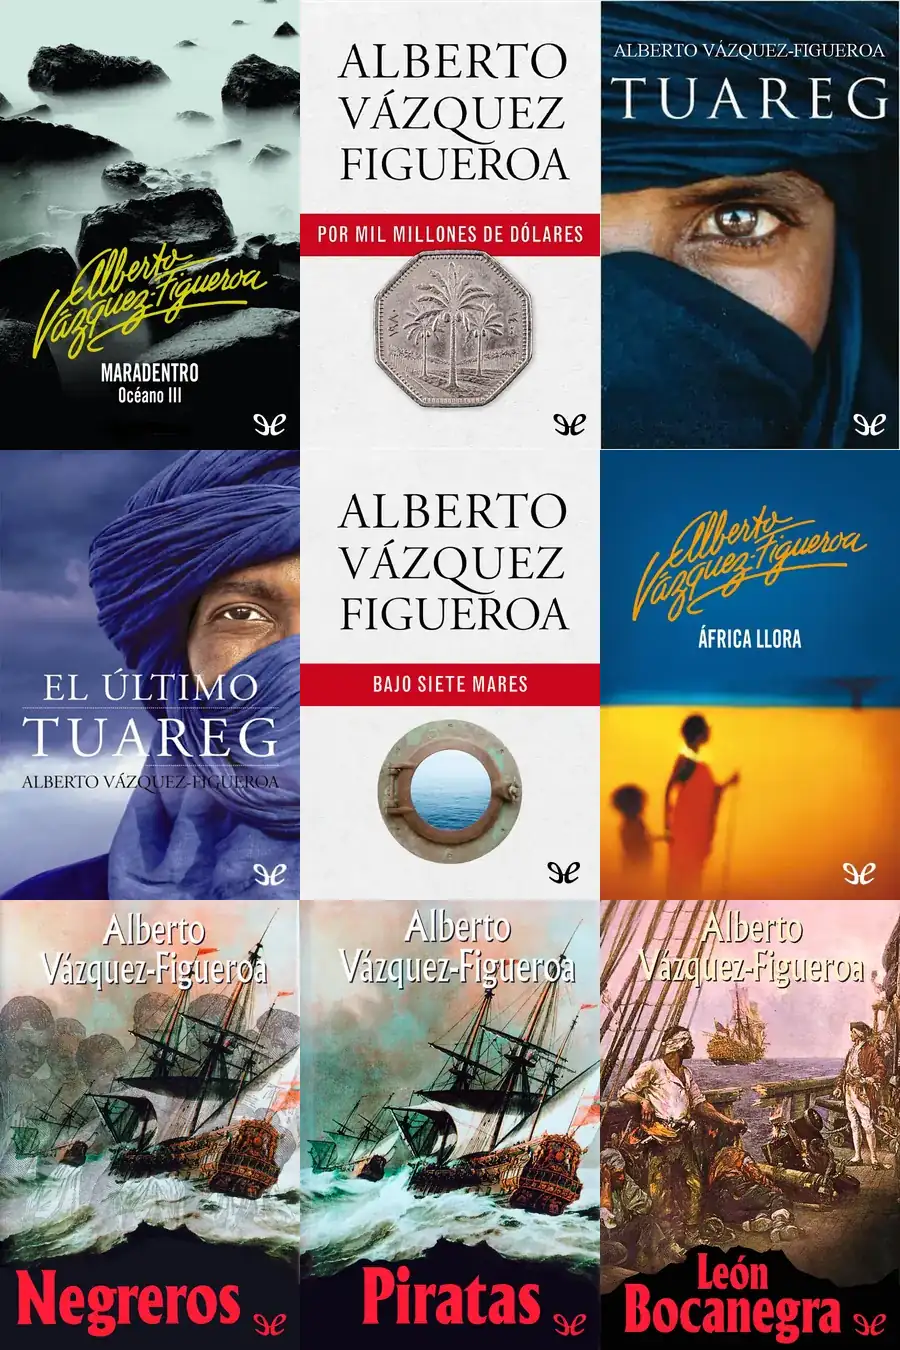 Alberto
Vázquez-Figueroa
MARADENTRO
Océano III
ALBERTO
VÁZQUEZ
FIGUEROA
POR MIL MILLONES DE DÓLARES
ALBERTO VÁZQUEZ-FIGUEROA
TUAREG
EL ÚLTIMO
TUAREG
ALBERTO VÁZQUEZ-FIGUEROA
ALBERTO
VÁZQUEZ
FIGUEROA
BAJO SIETE MARES
Alberto
Vázquez-Figueroa
ÁFRICA LLORA
Alberto
Vázquez-Figueroa
Negreros
Alberto
Vázquez-Figueroa
Piratas
Alberto
Vázquez-Figueroa
León
Bocanegra